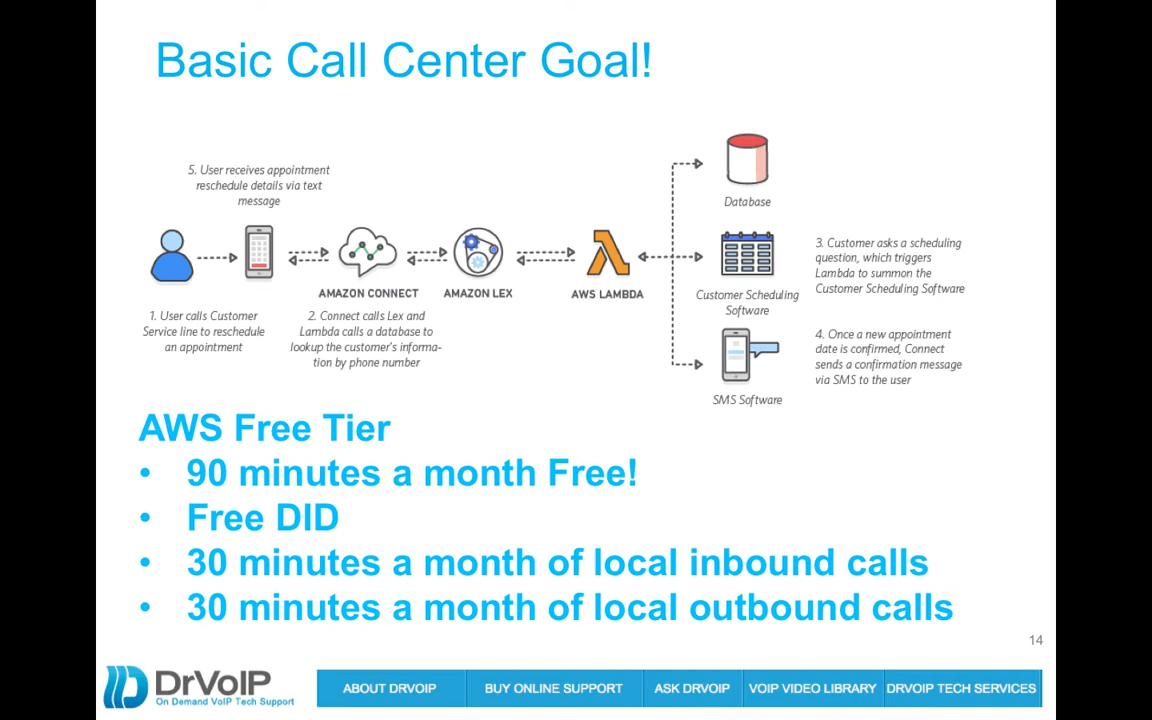 Basic Call Center Goal!
5. User receives appointment
reschedule details via text
message
Database
AMAZON CONNECT
AMAZON LEX
AWS LAMBDA
Customer Scheduling
Software
3. Customer asks a scheduling
question, which triggers
Lambda to summon the
Customer Scheduling Software
1. User calls Customer
Service line to reschedule
an appointment
2. Connect calls Lex and
Lambda calls a database to
lookup the customer's informa-
tion by phone number
4. Once a new appointment
date is confirmed, Connect
sends a confirmation message
via SMS to the user
SMS Software
AWS Free Tier
• 90 minutes a month Free!
• Free DID
• 30 minutes a month of local inbound calls
• 30 minutes a month of local outbound calls
14
DrVoIP
On Demand VoIP Tech Support
ABOUT DRVOIP
BUY ONLINE SUPPORT
ASK DRVOIP
VOIP VIDEO LIBRARY
DRVOIP TECH SERVICES